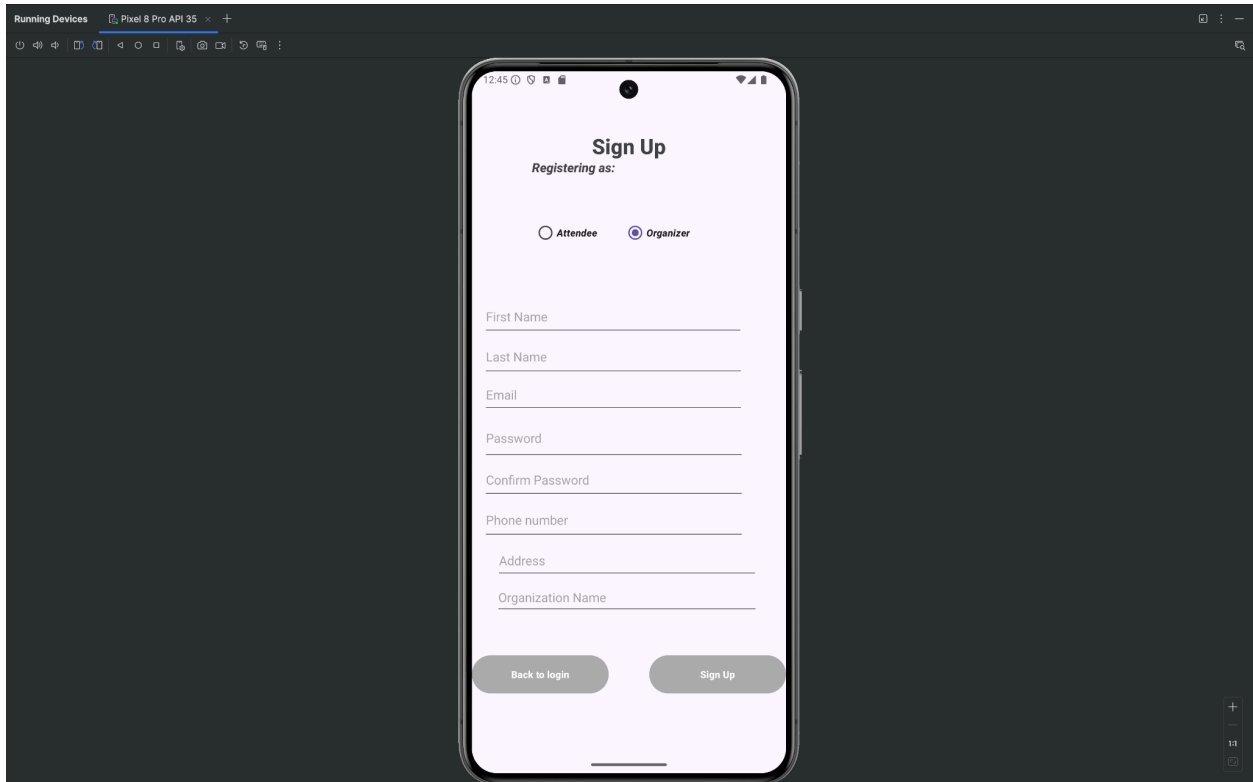 Running Devices Pixel 8 Pro API 35
12:45
Sign Up
Registering as:
Attendee Organizer
First Name
Last Name
Email
Password
Confirm Password
Phone number
Address
Organization Name
Back to login Sign Up
1:1